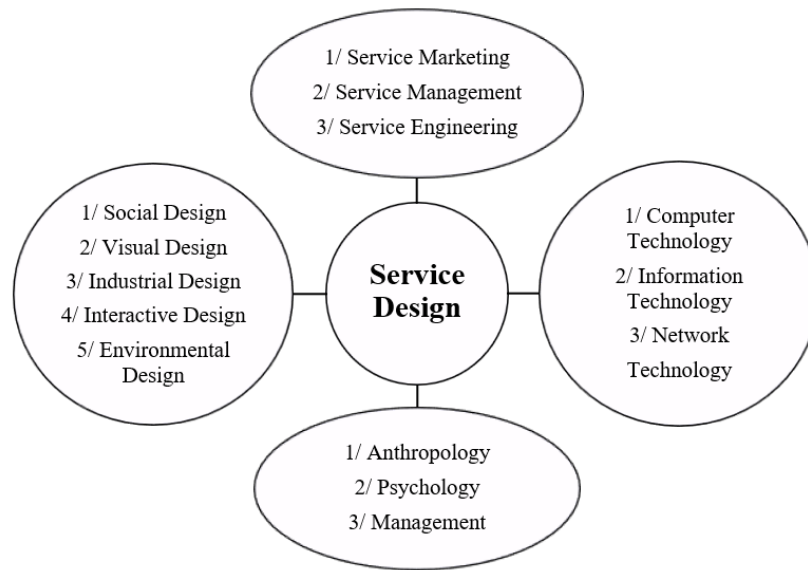 1/ Service Marketing
2/ Service Management
3/ Service Engineering
1/ Social Design
2/ Visual Design
3/ Industrial Design
4/ Interactive Design
5/ Environmental
Design
Service
Design
1/ Computer
Technology
2/ Information
Technology
3/ Network
Technology
1/ Anthropology
2/ Psychology
3/ Management